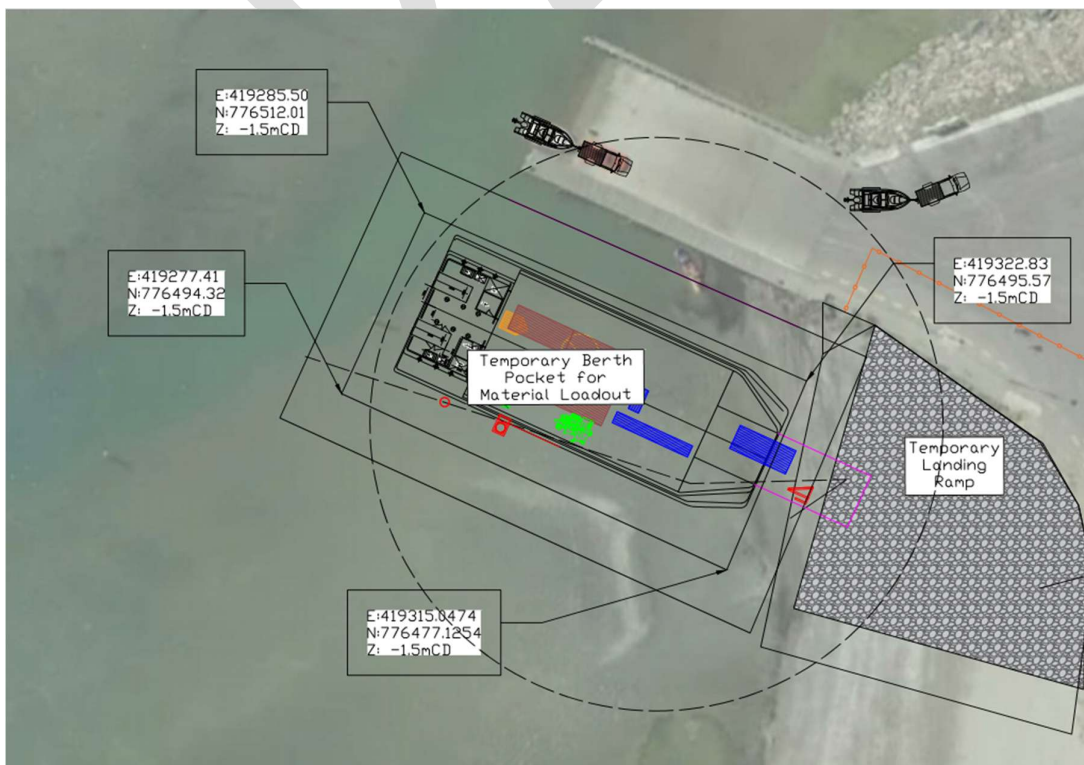 E:419285.50
N:776512.01
Z: -1.5mCD
E:419277.41
N:776494.32
Z: -1.5mCD
E:419322.83
N:776495.57
Z: -1.5mCD
Temporary Berth
Pocket for
Material Loadout
Temporary
Landing
Ramp
E:419315.0474
N:776477.1254
Z: -1.5mCD